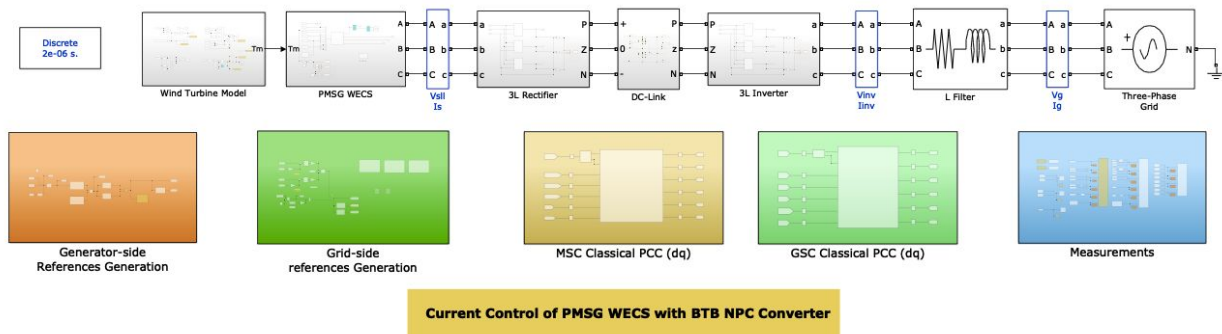 Discrete
2e-06 s.
Tm
Wind Turbine Model
Tm
A
B
C
PMSG WECS
A a
B b
C c
Vsll
Is
a
b
c
P
Z
N
3L Rectifier
+
0
-
P
z
N
DC-Link
P
Z
N
a
b
c
3L Inverter
A a
B b
C c
Vinv
Iinv
A
B
C
a
b
c
L Filter
A a
B b
C c
Vg
Ig
A
B
C
+
N
Three-Phase
Grid
Generator-side
References Generation
Grid-side
references Generation
MSC Classical PCC (dq)
GSC Classical PCC (dq)
Measurements
Current Control of PMSG WECS with BTB NPC Converter